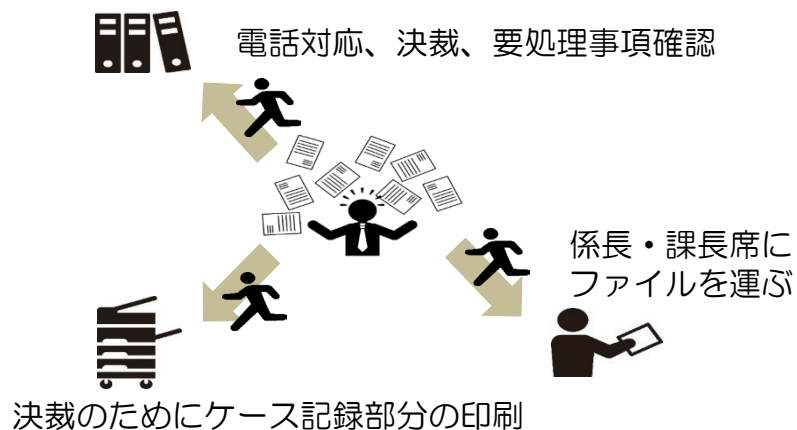 電話対応、決裁、要処理事項確認
係長・課長席に
ファイルを運ぶ
決裁のためにケース記録部分の印刷